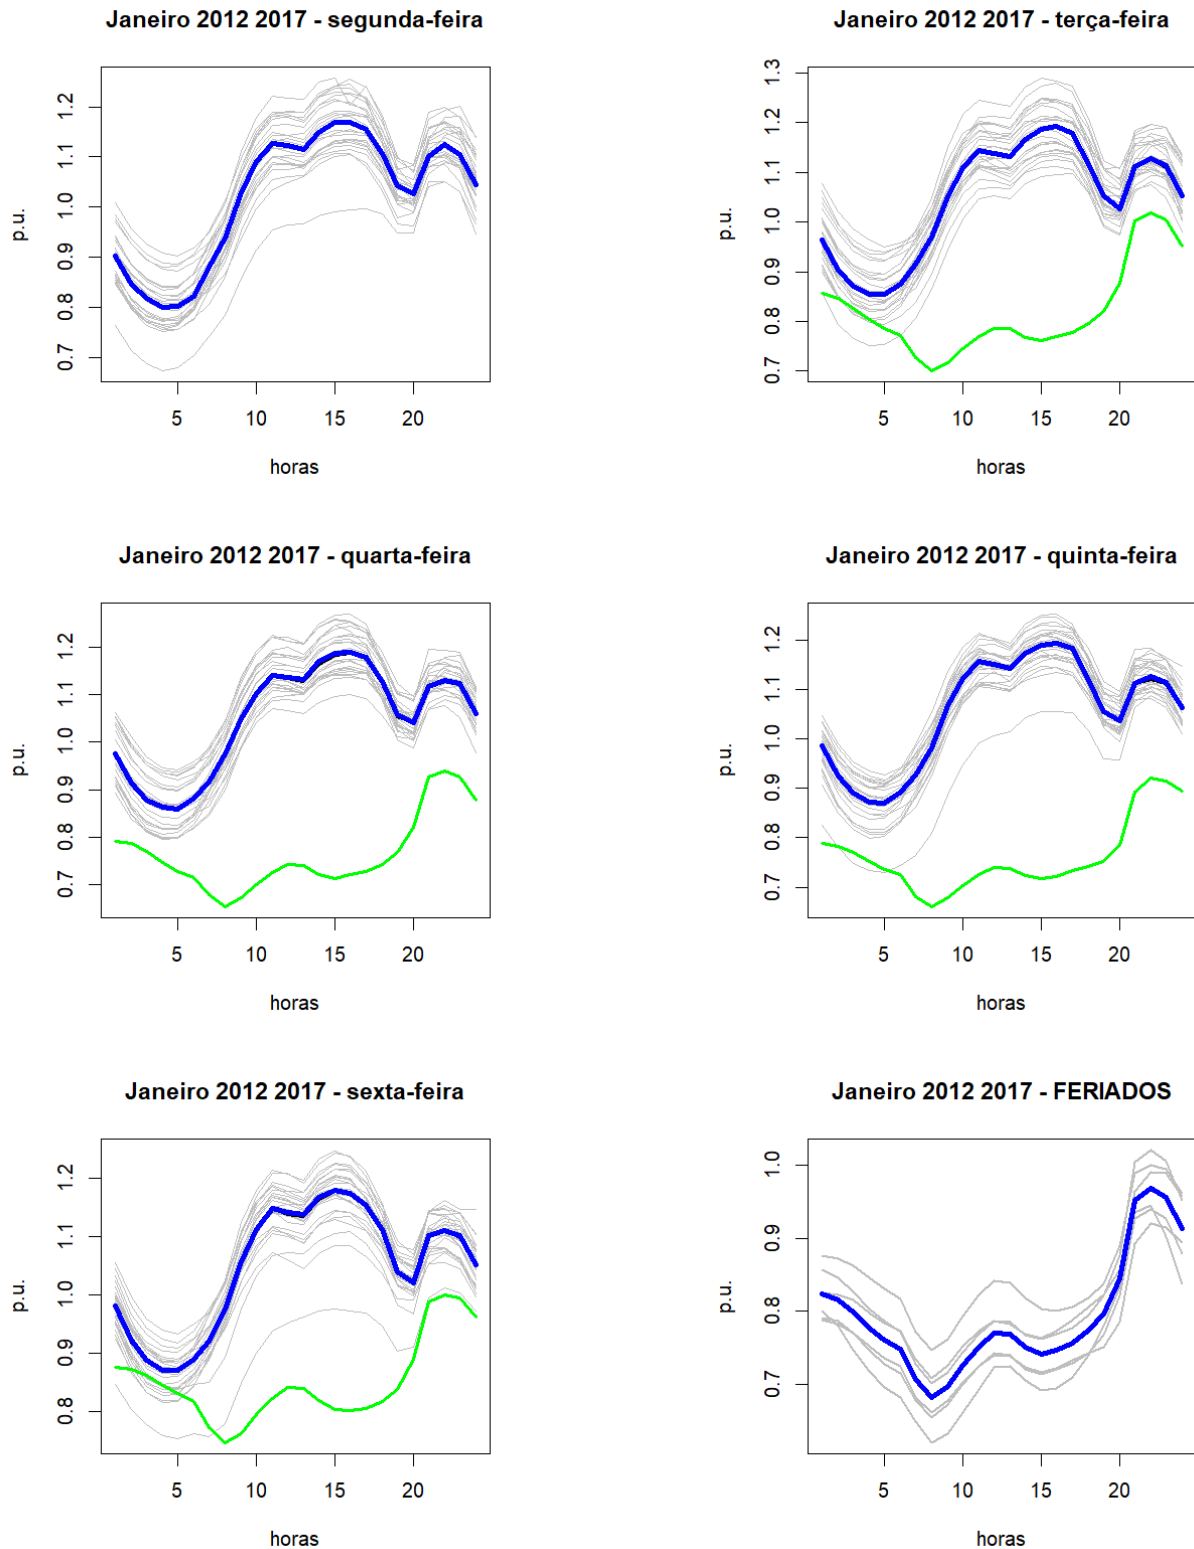 Janeiro 2012 2017 - segunda-feira
p.u.
1.2
1.1
1.0
0.9
0.8
0.7
5 10 15 20
horas
Janeiro 2012 2017 - terça-feira
p.u.
1.3
1.2
1.1
1.0
0.9
0.8
0.7
5 10 15 20
horas
Janeiro 2012 2017 - quarta-feira
p.u.
1.2
1.1
1.0
0.9
0.8
0.7
5 10 15 20
horas
Janeiro 2012 2017 - quinta-feira
p.u.
1.2
1.1
1.0
0.9
0.8
0.7
5 10 15 20
horas
Janeiro 2012 2017 - sexta-feira
p.u.
1.2
1.1
1.0
0.9
0.8
5 10 15 20
horas
Janeiro 2012 2017 - FERIADOS
p.u.
1.0
0.9
0.8
0.7
5 10 15 20
horas